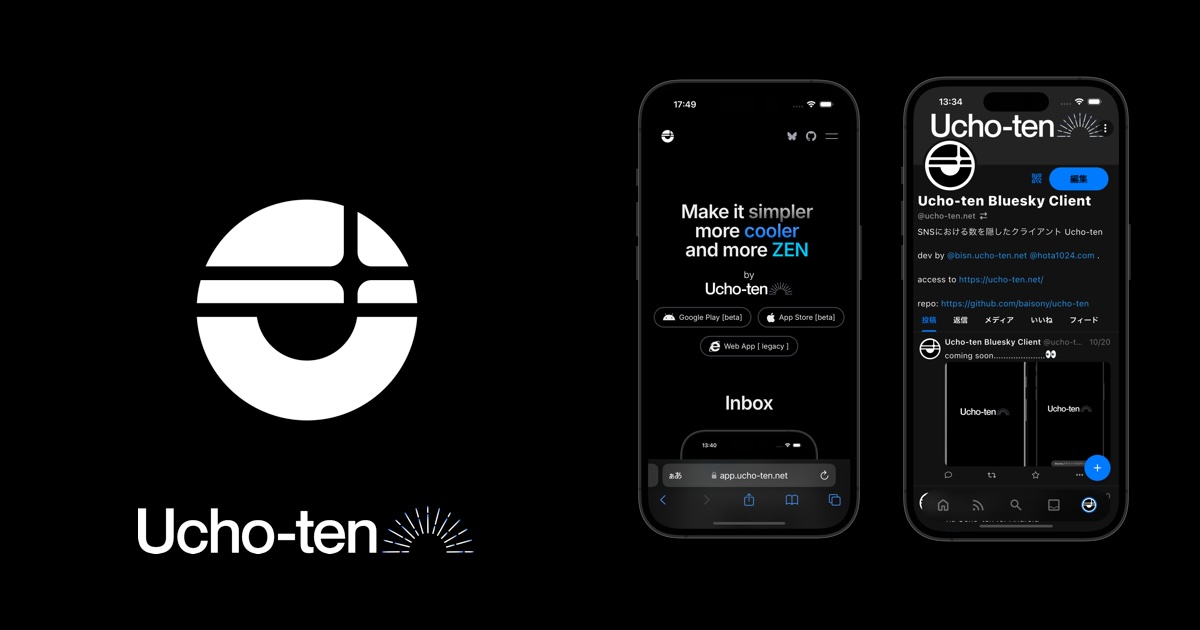 Ucho-ten
17:49
Make it simpler
more cooler
and more ZEN
by
Ucho-ten
Google Play [beta]
App Store [beta]
Web App [ legacy ]
Inbox
13:40
ぁあ
app.ucho-ten.net
13:34
Ucho-ten
編集
Ucho-ten Bluesky Client
@ucho-ten.net
SNSにおける数を隠したクライアント Ucho-ten
dev by @bisn.ucho-ten.net @hota1024.com .
access to https://ucho-ten.net/
repo: https://github.com/baisony/ucho-ten
投稿 返信 メディア いいね フィード
Ucho-ten Bluesky Client @ucho-t... 10/20
coming soon.....................👀
Ucho-ten
Ucho-ten